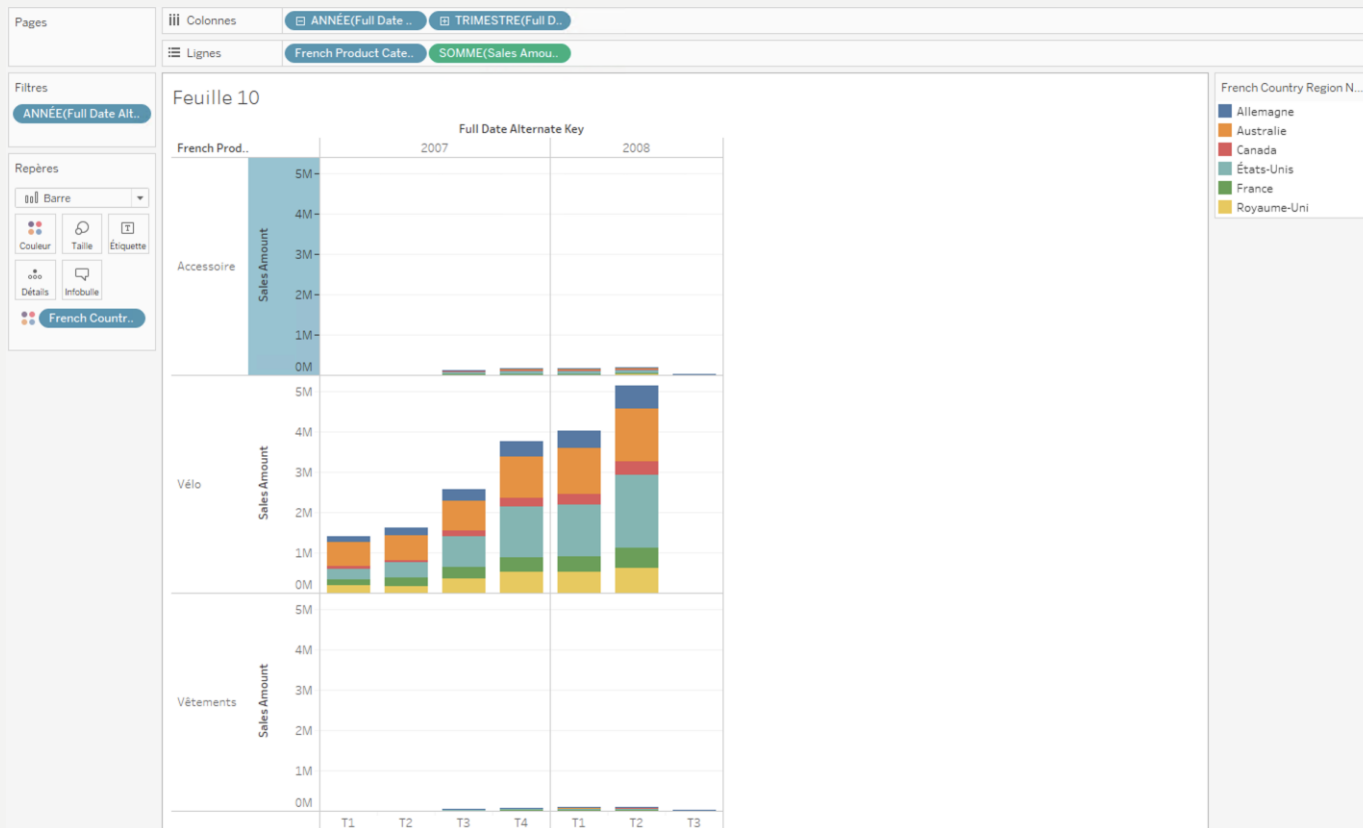 Pages
Colonnes
ANNÉE(Full Date ..
TRIMESTRE(Full D..
Lignes
French Product Cate..
SOMME(Sales Amou..
Filtres
ANNÉE(Full Date Alt..
Repères
Barre
Couleur
Taille
Étiquette
Détails
Infobulle
French Countr..
Feuille 10
Full Date Alternate Key
French Prod..
2007
2008
Accessoire
Sales Amount
5M
4M
3M
2M
1M
0M
Vélo
Sales Amount
5M
4M
3M
2M
1M
0M
Vêtements
Sales Amount
5M
4M
3M
2M
1M
0M
T1
T2
T3
T4
T1
T2
T3
French Country Region N...
Allemagne
Australie
Canada
États-Unis
France
Royaume-Uni